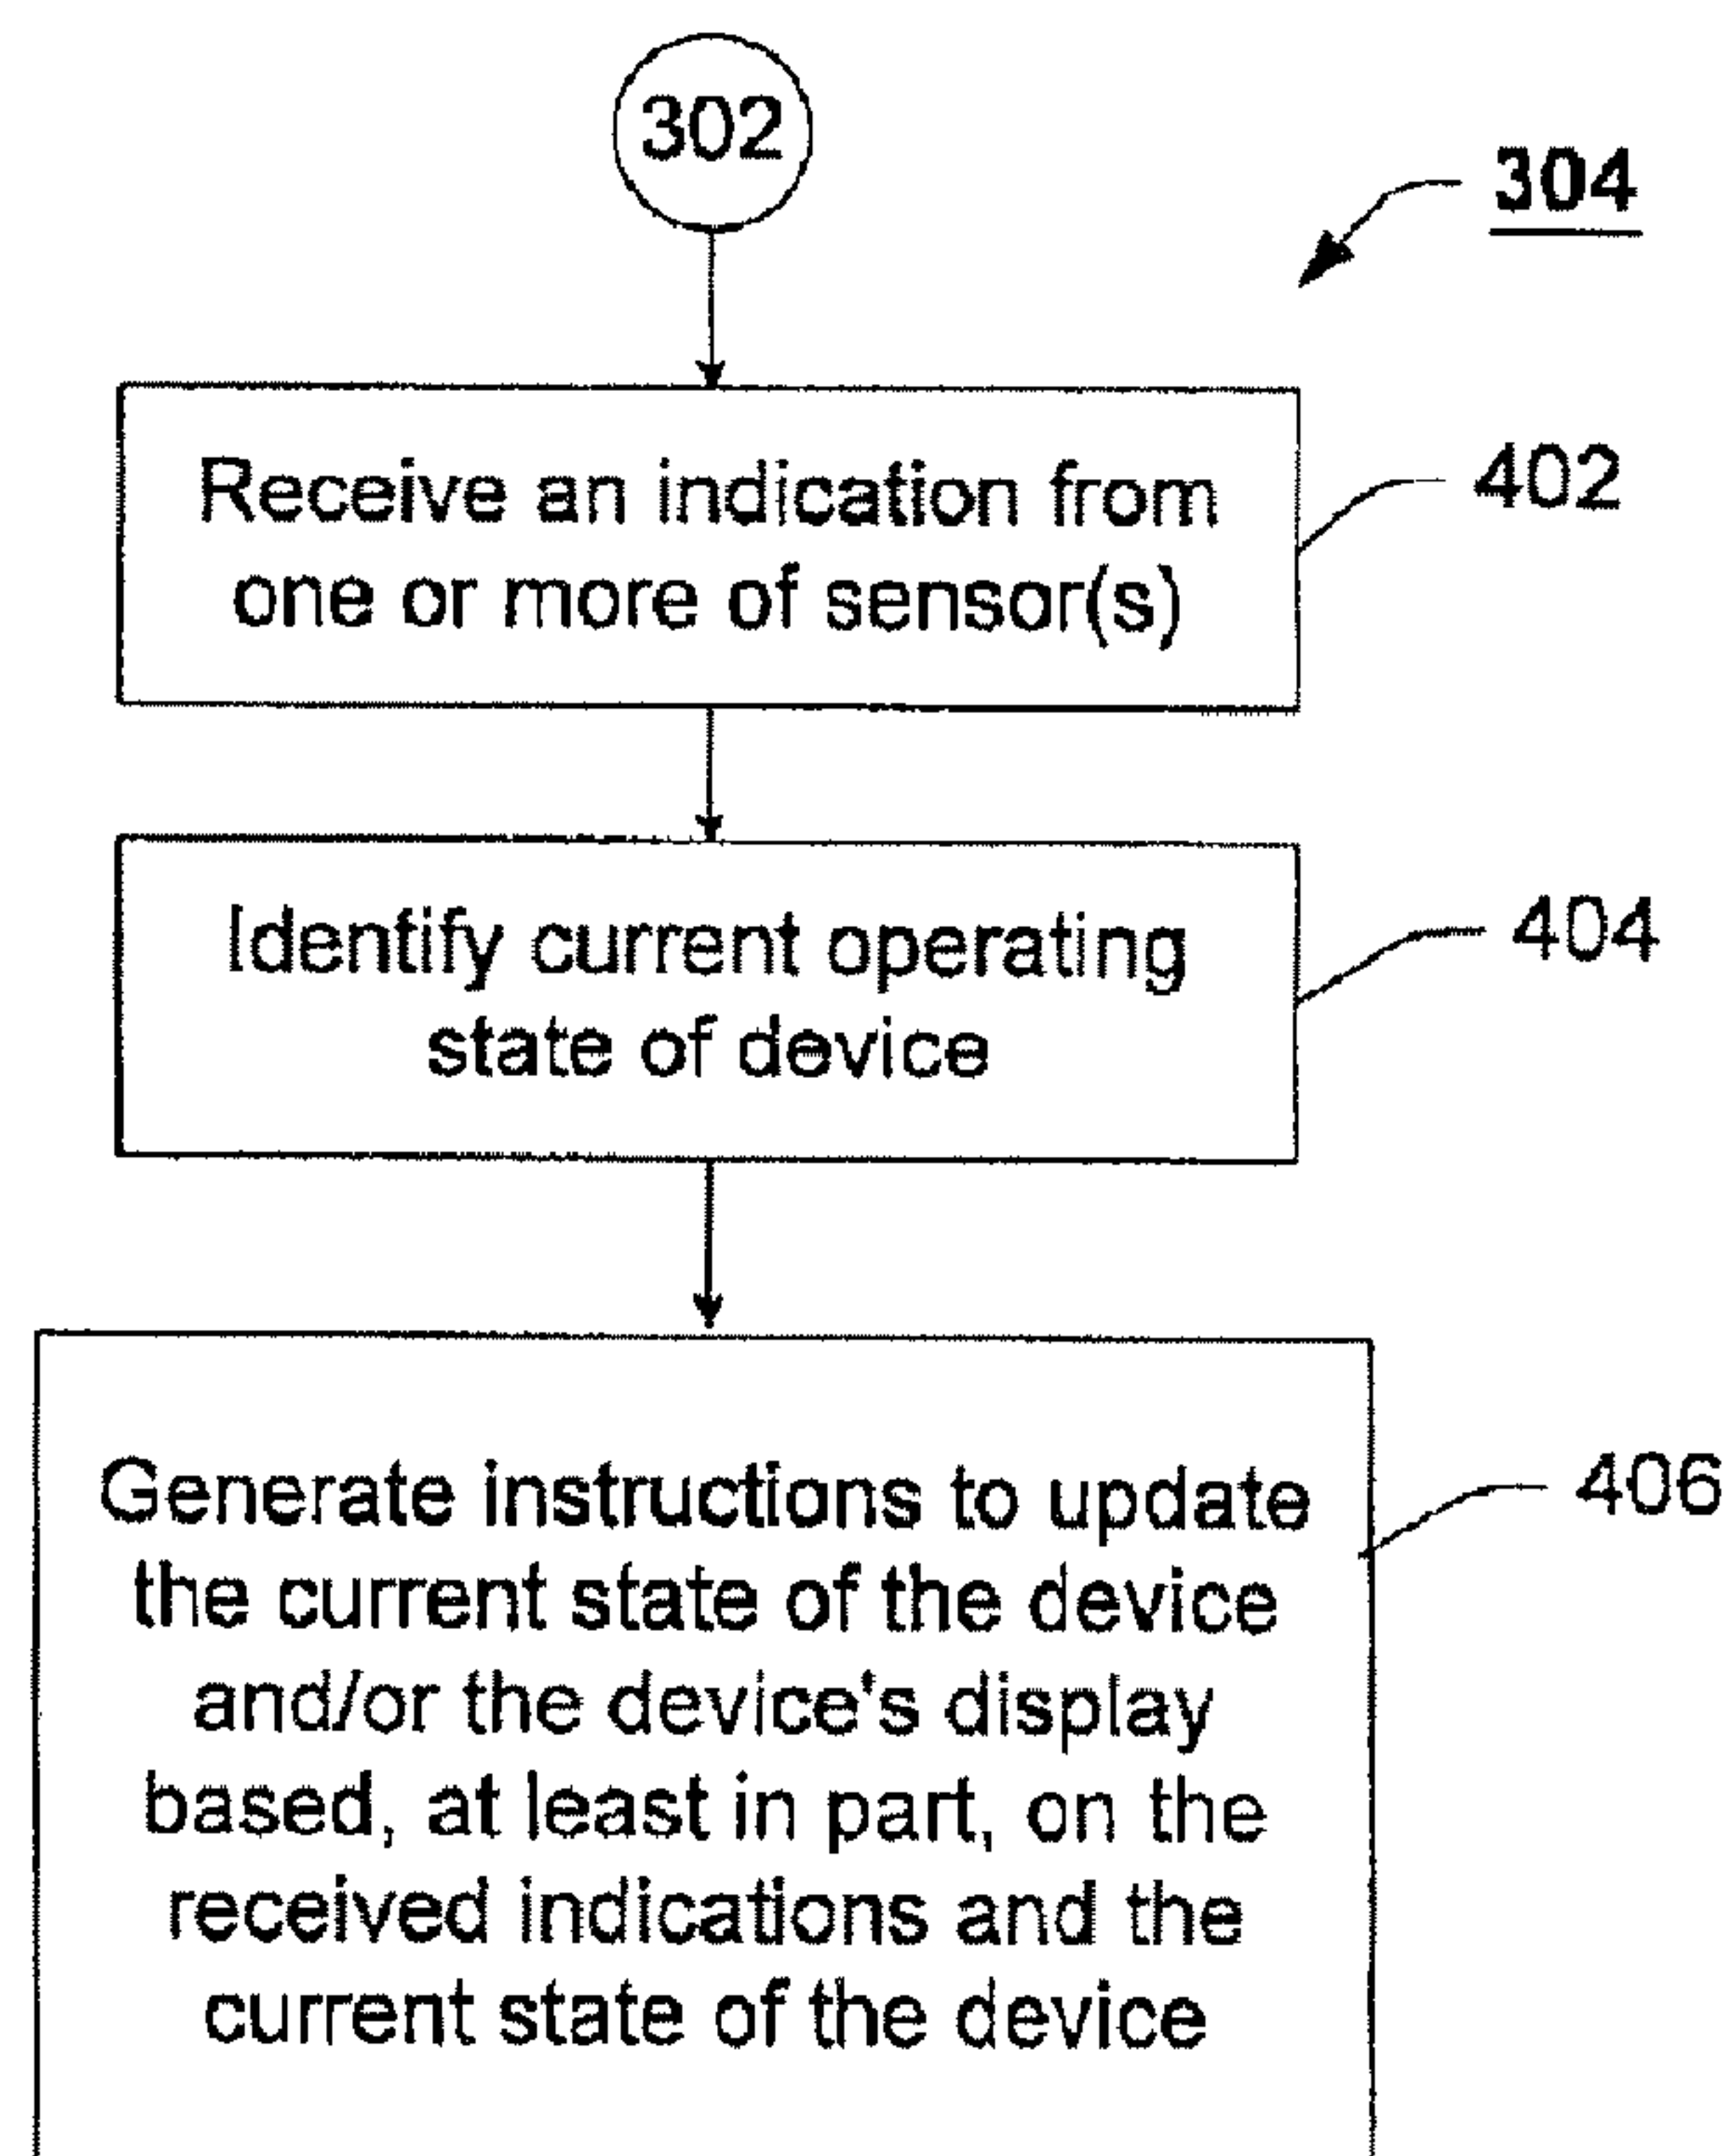 302
304
Receive an indication from
one or more of sensor(s)
402
Identify current operating
state of device
404
Generate instructions to update
the current state of the device
and/or the device's display
based, at least in part, on the
received indications and the
current state of the device
406